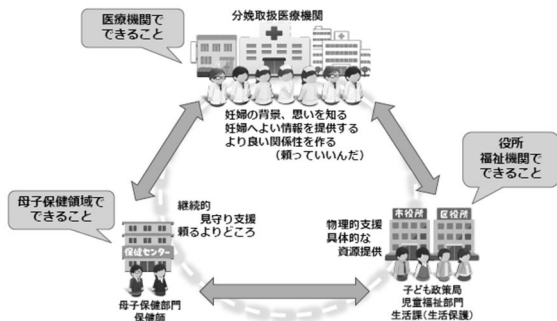 分娩取扱医療機関
医療機関で
できること
妊婦の背景、思いを知る
妊婦へよい情報を提供する
より良い関係性を作る
(頼っていいんだ)
役所
福祉機関で
できること
母子保健領域で
できること
継続的
見守り支援
頼るよりどころ
保健センター
母子保健部門
保健師
物理的支援
具体的な
資源提供
市役所
区役所
子ども政策局
児童福祉部門
生活課(生活保護)